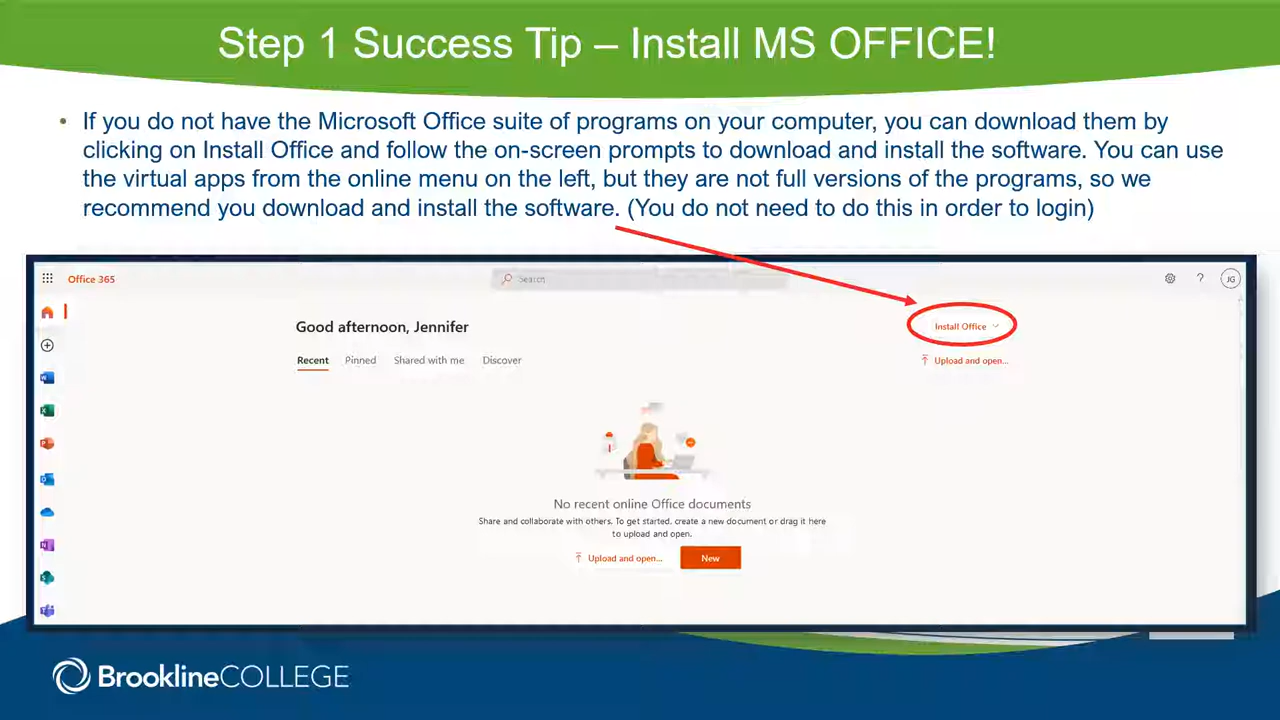 Step 1 Success Tip – Install MS OFFICE!
• If you do not have the Microsoft Office suite of programs on your computer, you can download them by
clicking on Install Office and follow the on-screen prompts to download and install the software. You can use
the virtual apps from the online menu on the left, but they are not full versions of the programs, so we
recommend you download and install the software. (You do not need to do this in order to login)
Office 365
Search
?
JG
Good afternoon, Jennifer
Install Office
Recent Pinned Shared with me Discover
Upload and open...
No recent online Office documents
Share and collaborate with others. To get started, create a new document or drag it here
to upload and open.
Upload and open...
New
BrooklineCOLLEGE